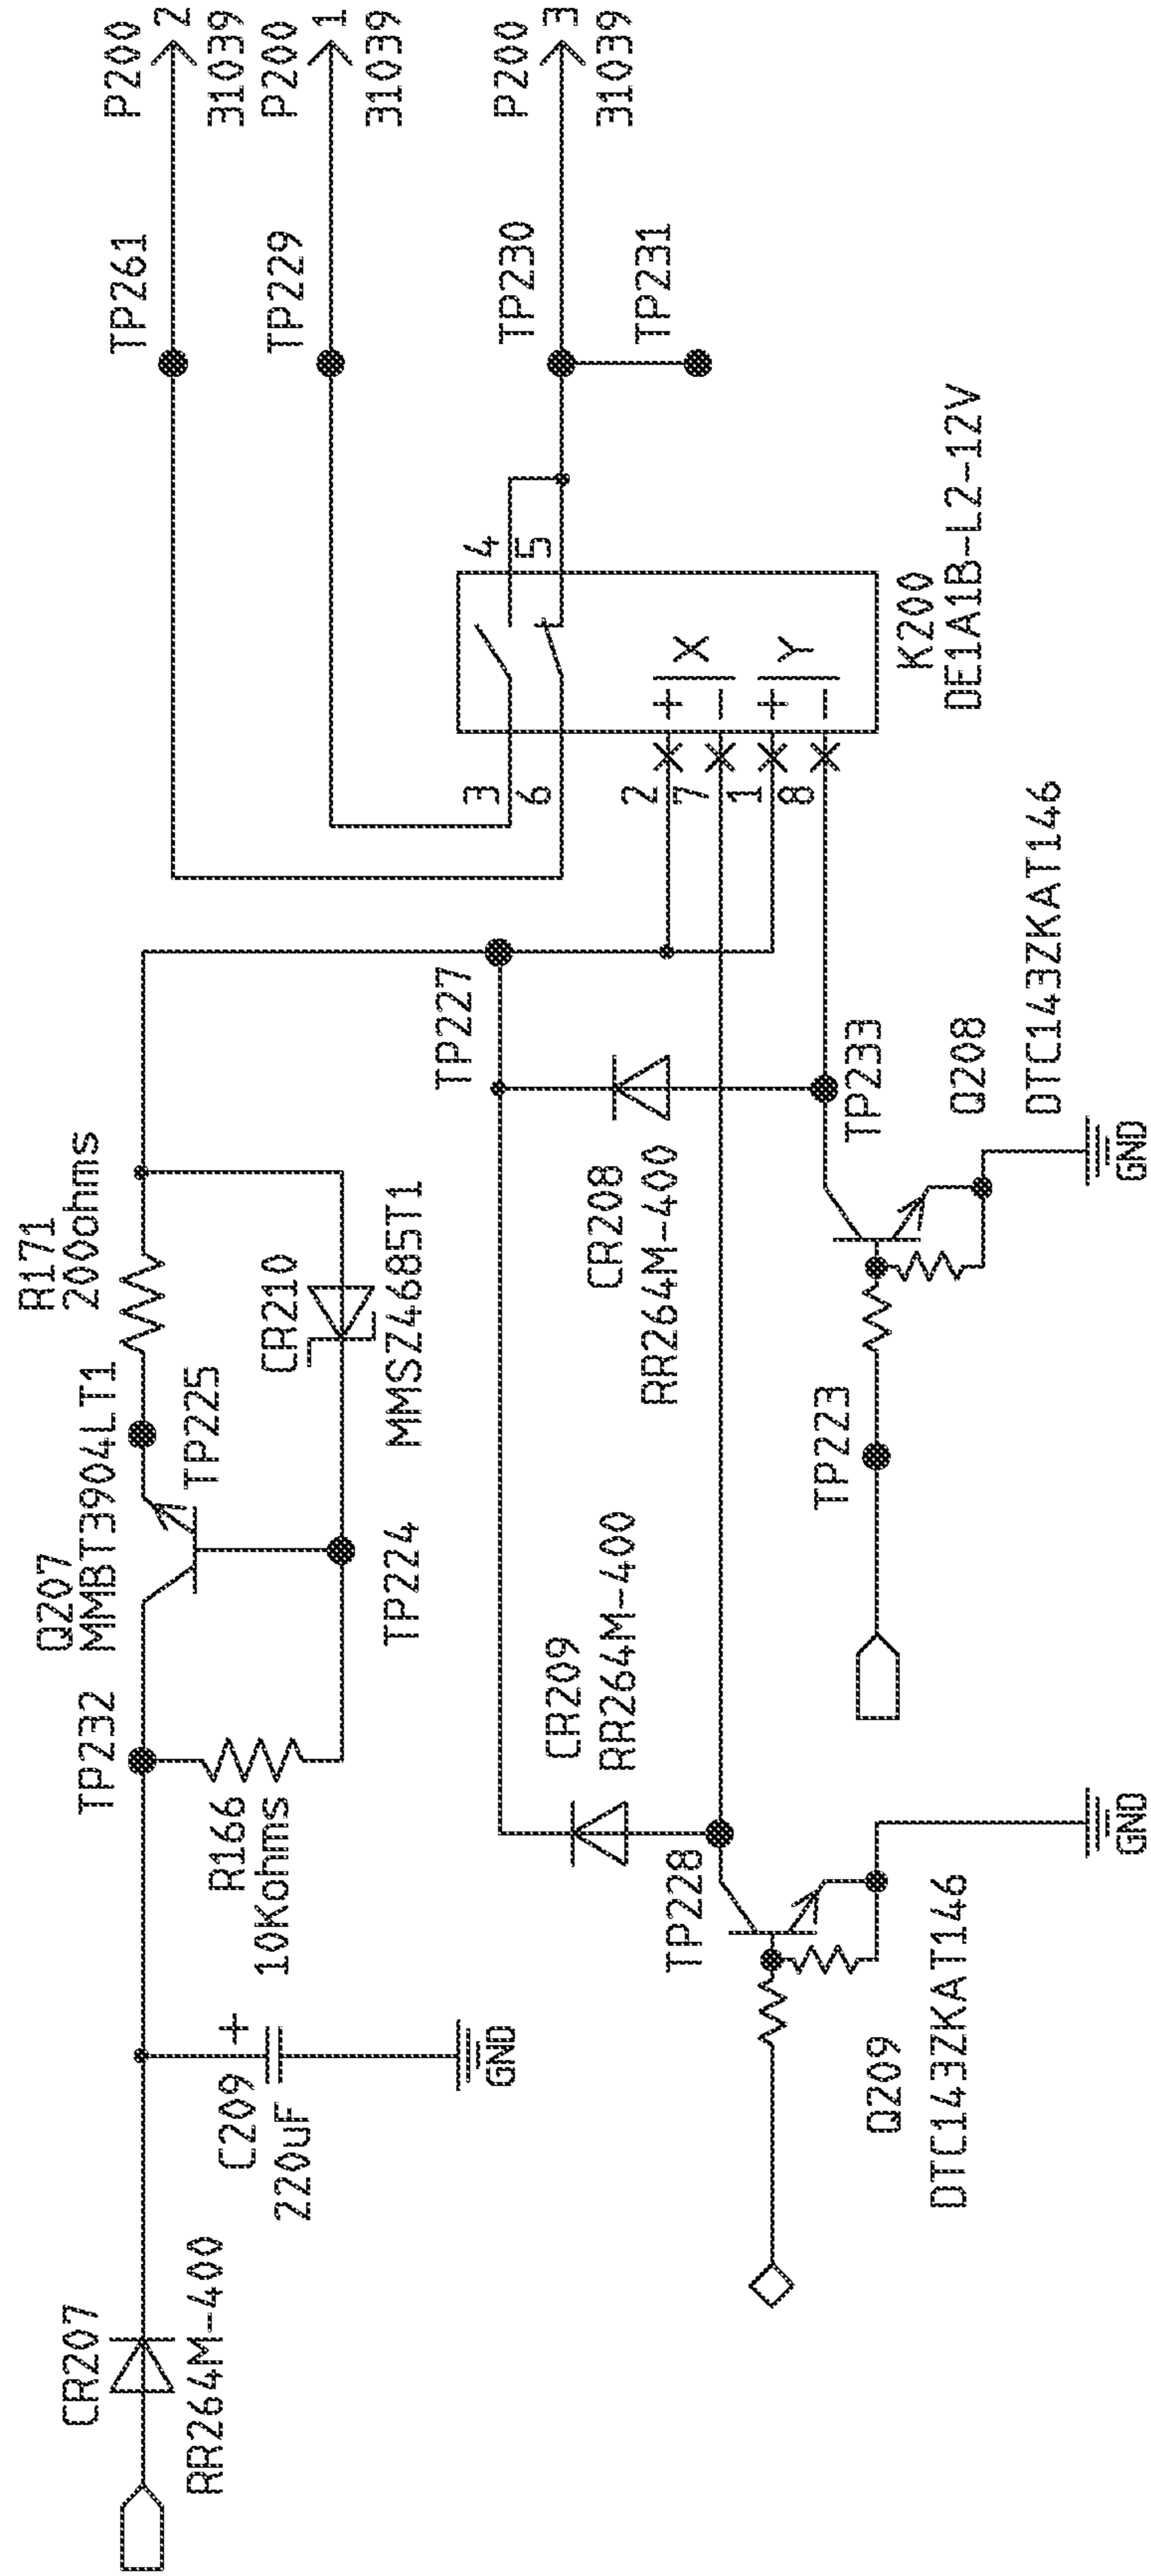 CR207
RR264M-400
C209
+
220uF
GND
TP232
R166
10Kohms
Q207
MMBT3904LT1
TP225
TP224
R171
200ohms
CR210
MMSZ4685T1
TP227
CR209
RR264M-400
TP228
Q209
DTC143ZKAT146
GND
CR208
RR264M-400
TP223
TP233
Q208
DTC143ZKAT146
GND
3
6
2
7
1
8
+
-
+
-
X
Y
4
5
K200
DE1A1B-L2-12V
TP261
TP229
TP230
TP231
P200
2
31039
P200
1
31039
P200
3
31039